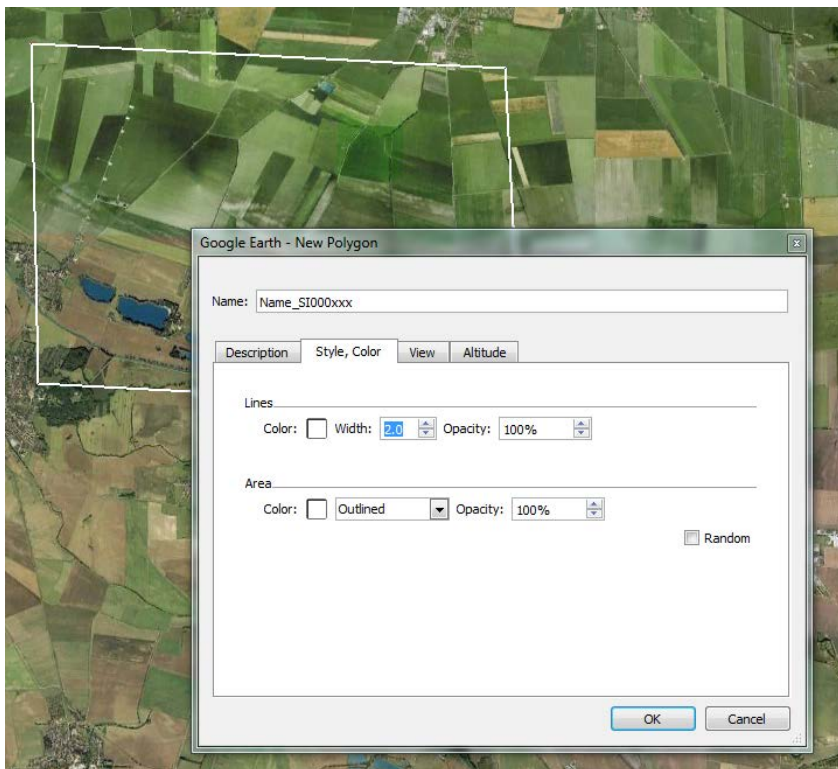 Google Earth - New Polygon
Name: Name_SI000xxx
Description Style, Color View Altitude
Lines
Color: Width: 2.0 Opacity: 100%
Area
Color: Outlined Opacity: 100%
Random
OK Cancel